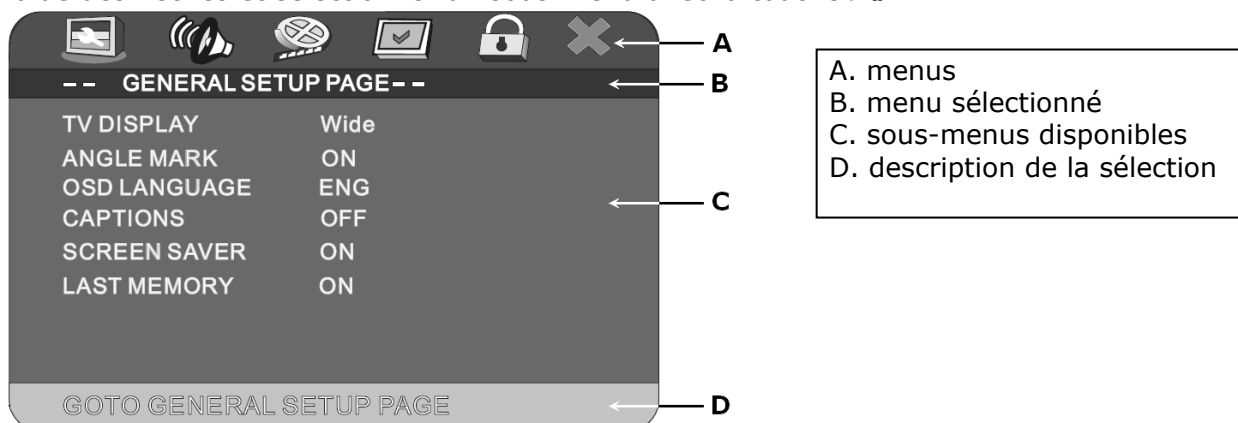 A
-- GENERAL SETUP PAGE--
B
TV DISPLAY Wide
ANGLE MARK ON
OSD LANGUAGE ENG
CAPTIONS OFF
SCREEN SAVER ON
LAST MEMORY ON
C
GOTO GENERAL SETUP PAGE
D
A. menus
B. menu sélectionné
C. sous-menus disponibles
D. description de la sélection